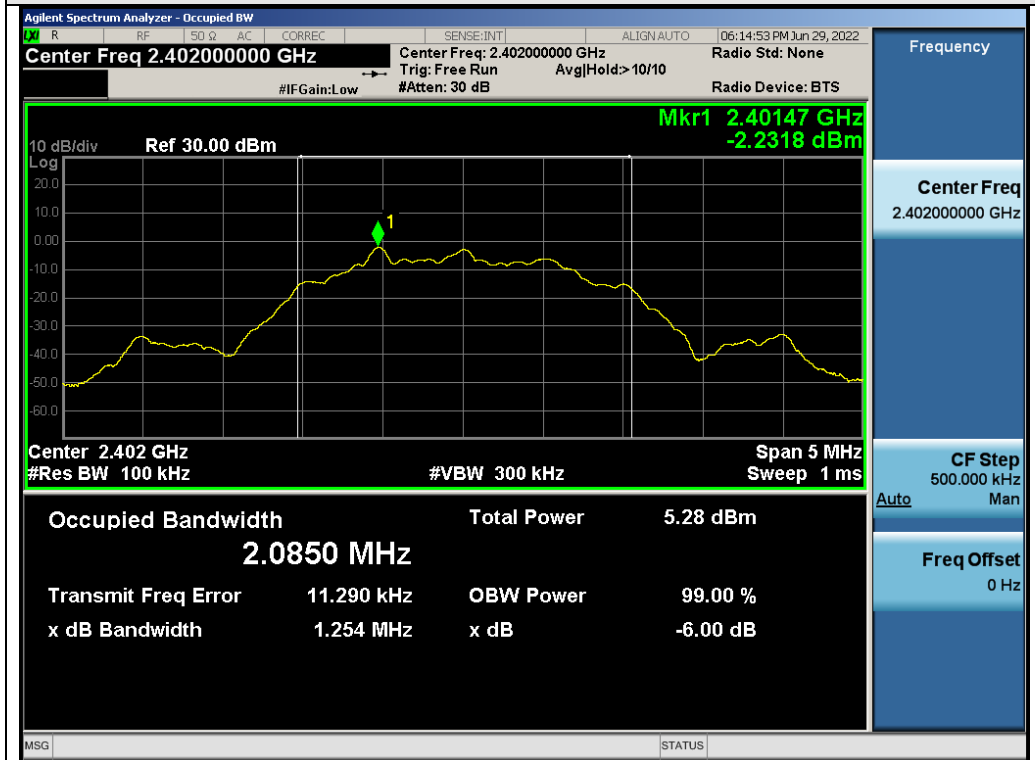 Agilent Spectrum Analyzer - Occupied BW
LXI R RF 50 Ω AC CORREC SENSE:INT ALIGN AUTO 06:14:53 PM Jun 29, 2022
Center Freq 2.402000000 GHz
Center Freq: 2.402000000 GHz
Radio Std: None
Trig: Free Run Avg|Hold:>10/10
#IFGain:Low #Atten: 30 dB Radio Device: BTS
Mkr1 2.40147 GHz
-2.2318 dBm
10 dB/div Ref 30.00 dBm
Log
20.0
10.0
0.00
-10.0
-20.0
-30.0
-40.0
-50.0
-60.0
1
Center 2.402 GHz Span 5 MHz
#Res BW 100 kHz #VBW 300 kHz Sweep 1 ms
Occupied Bandwidth Total Power 5.28 dBm
2.0850 MHz
Transmit Freq Error 11.290 kHz OBW Power 99.00 %
x dB Bandwidth 1.254 MHz x dB -6.00 dB
Frequency
Center Freq
2.402000000 GHz
CF Step
500.000 kHz
Auto Man
Freq Offset
0 Hz
MSG STATUS